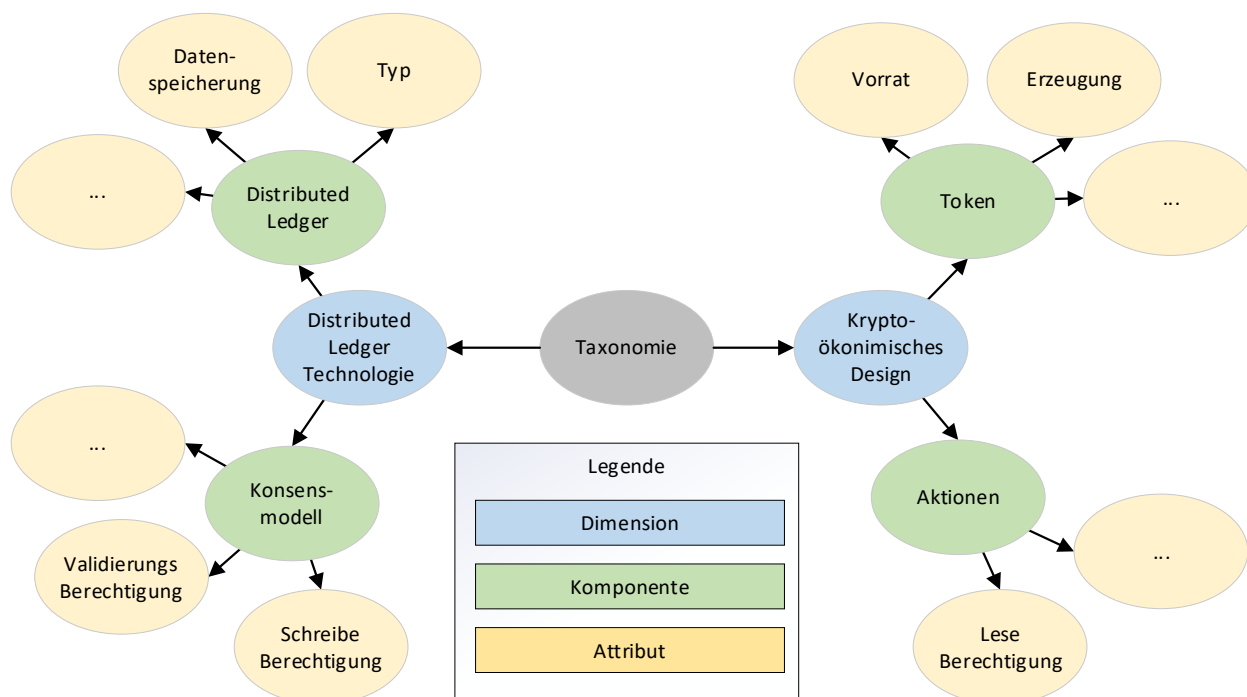 Daten-
speicherung
Typ
Vorrat
Erzeugung
...
Distributed
Ledger
Token
...
Distributed
Ledger
Technologie
Taxonomie
Krypto-
ökonimisches
Design
...
Konsens-
modell
Validierungs
Berechtigung
Schreibe
Berechtigung
Legende
Dimension
Komponente
Attribut
Aktionen
...
Lese
Berechtigung